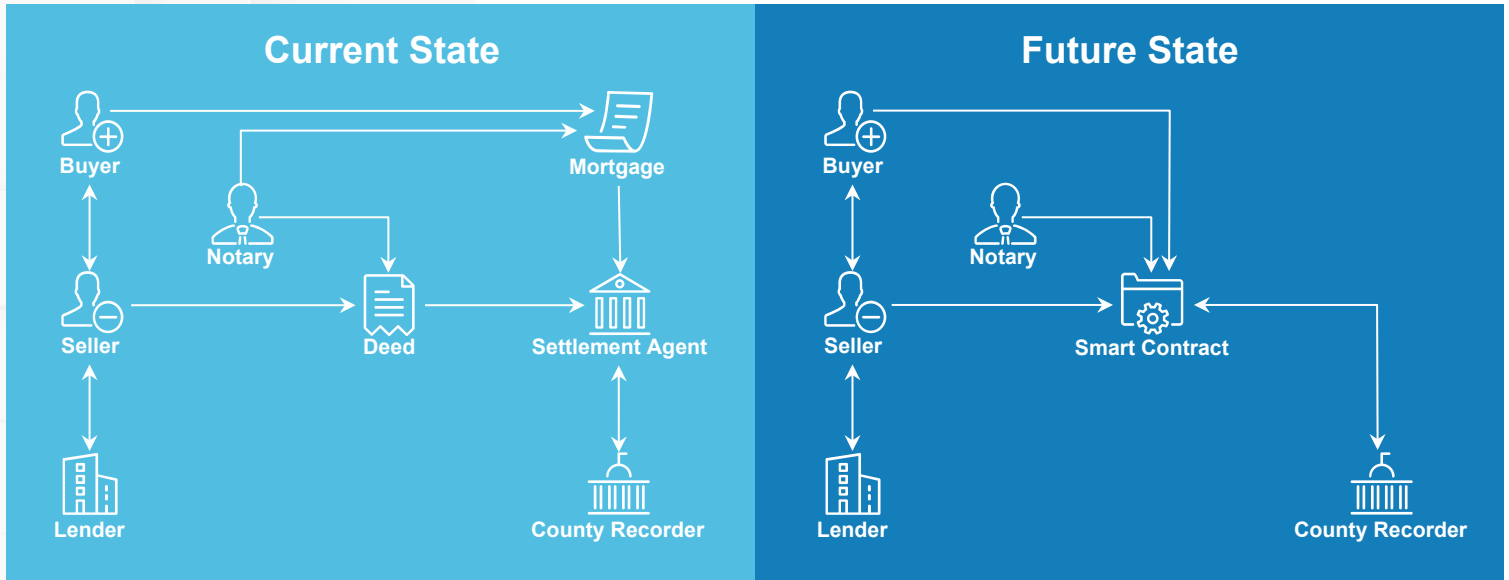 Current State
Buyer
Mortgage
Notary
Seller
Deed
Settlement Agent
Lender
County Recorder
Future State
Buyer
Notary
Seller
Smart Contract
Lender
County Recorder